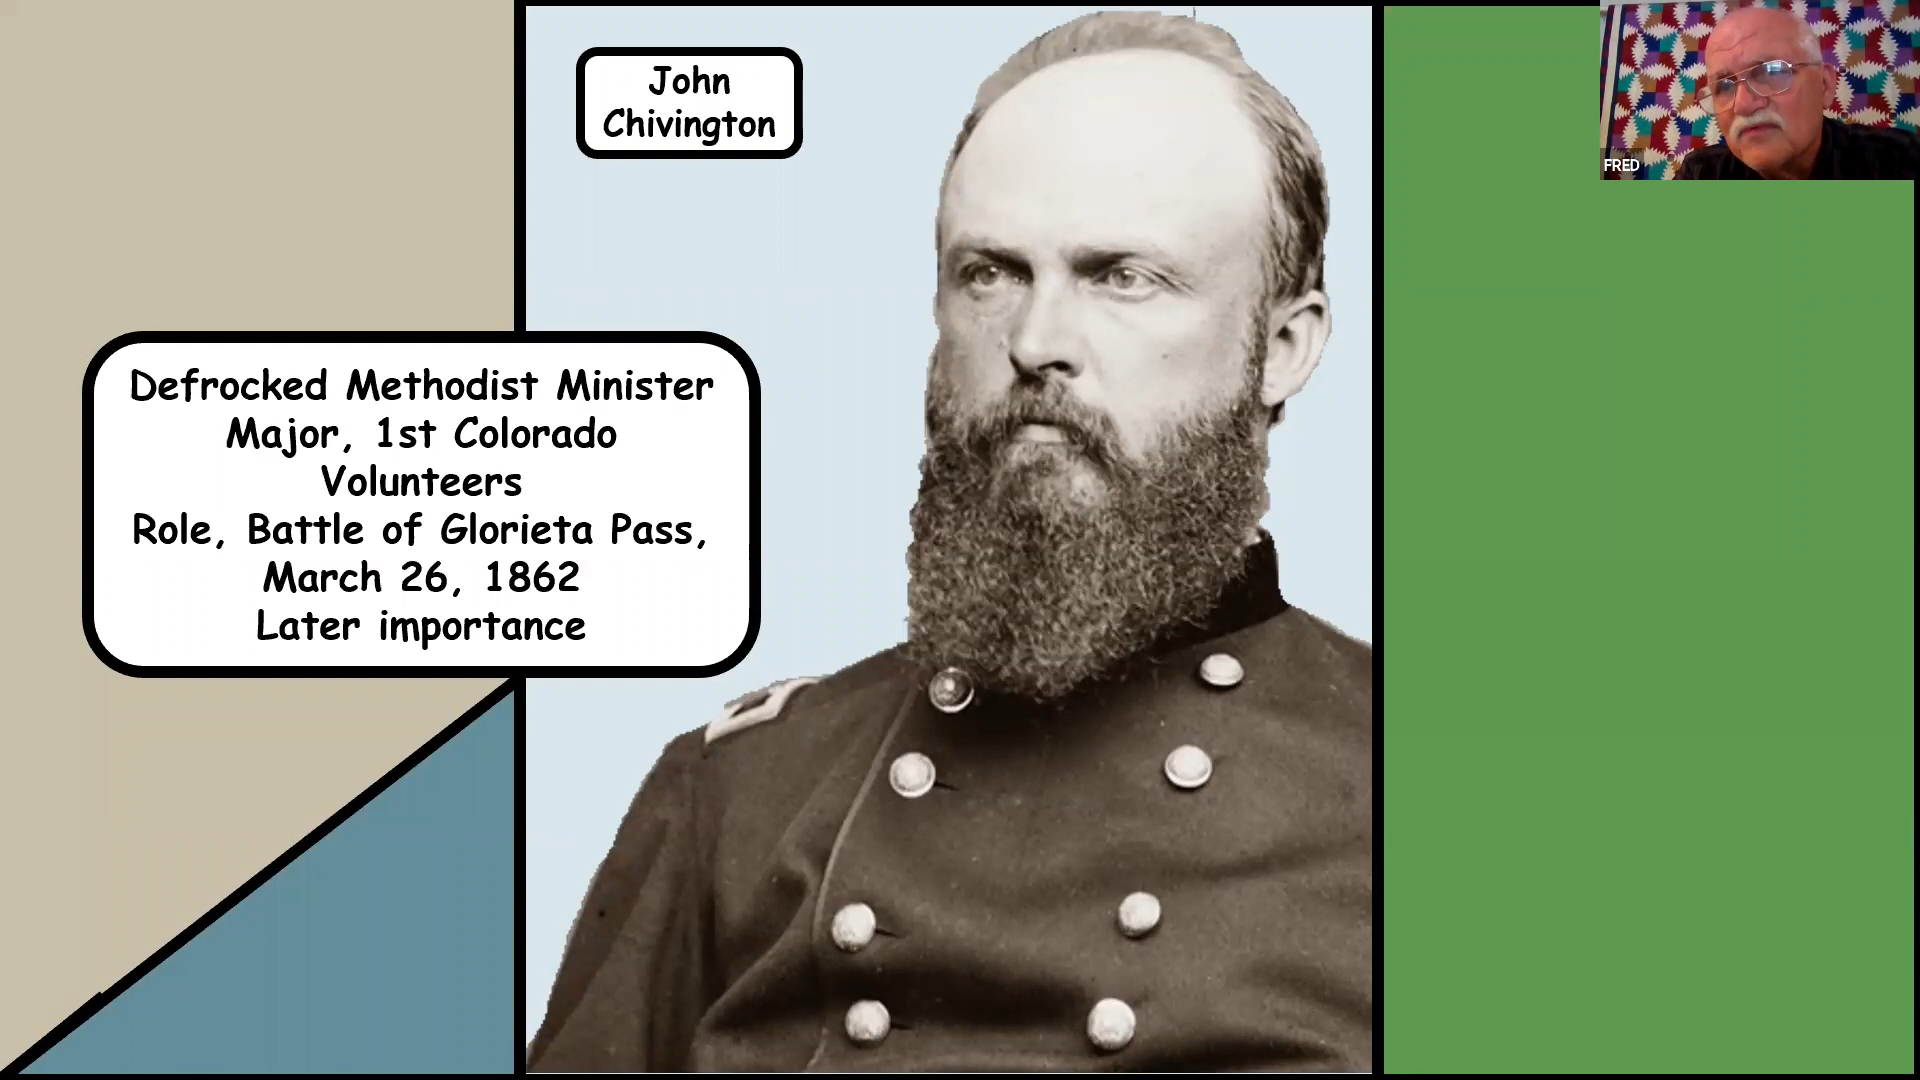 John
Chivington
FRED
Defrocked Methodist Minister
Major, 1st Colorado
Volunteers
Role, Battle of Glorieta Pass,
March 26, 1862
Later importance